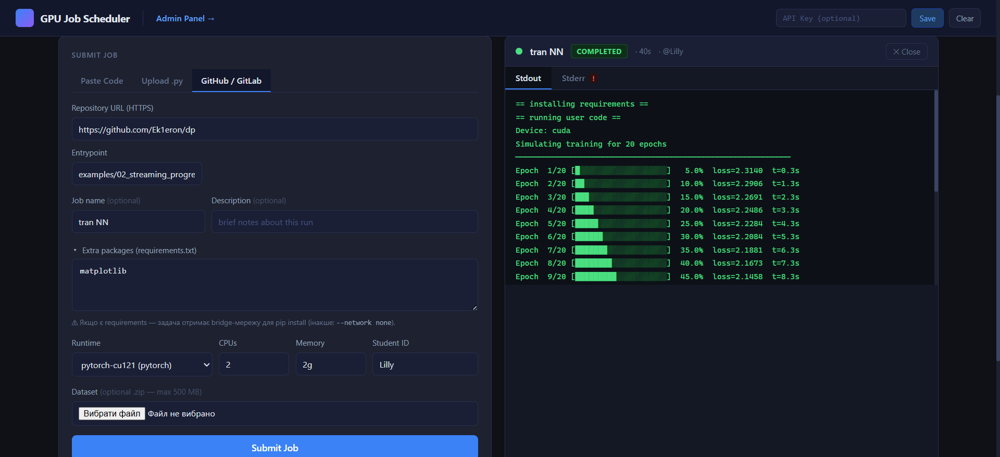 GPU Job Scheduler
Admin Panel →
API Key (optional)
Save
Clear
SUBMIT JOB
Paste Code
Upload .py
GitHub / GitLab
Repository URL (HTTPS)
https://github.com/Ek1eron/dp
Entrypoint
examples/02_streaming_progre
Job name (optional)
Description (optional)
tran NN
brief notes about this run
▾ Extra packages (requirements.txt)
matplotlib
⚠ Якщо є requirements — задача отримає bridge-мережу для pip install (інакше: --network none).
Runtime
CPUs
Memory
Student ID
pytorch-cu121 (pytorch)
2
2g
Lilly
Dataset (optional .zip — max 500 MB)
Вибрати файл Файл не вибрано
Submit Job
tran NN
COMPLETED
· 40s
· @Lilly
✕ Close
Stdout
Stderr !
== installing requirements ==
== running user code ==
Device: cuda
Simulating training for 20 epochs
Epoch 1/20 [█░░░░░░░░░░░░░░░░░░░] 5.0% loss=2.3140 t=0.3s
Epoch 2/20 [██░░░░░░░░░░░░░░░░░░] 10.0% loss=2.2906 t=1.3s
Epoch 3/20 [███░░░░░░░░░░░░░░░░░] 15.0% loss=2.2691 t=2.3s
Epoch 4/20 [████░░░░░░░░░░░░░░░░] 20.0% loss=2.2486 t=3.3s
Epoch 5/20 [█████░░░░░░░░░░░░░░░] 25.0% loss=2.2284 t=4.3s
Epoch 6/20 [██████░░░░░░░░░░░░░░] 30.0% loss=2.2084 t=5.3s
Epoch 7/20 [███████░░░░░░░░░░░░░] 35.0% loss=2.1881 t=6.3s
Epoch 8/20 [████████░░░░░░░░░░░░] 40.0% loss=2.1673 t=7.3s
Epoch 9/20 [█████████░░░░░░░░░░░] 45.0% loss=2.1458 t=8.3s